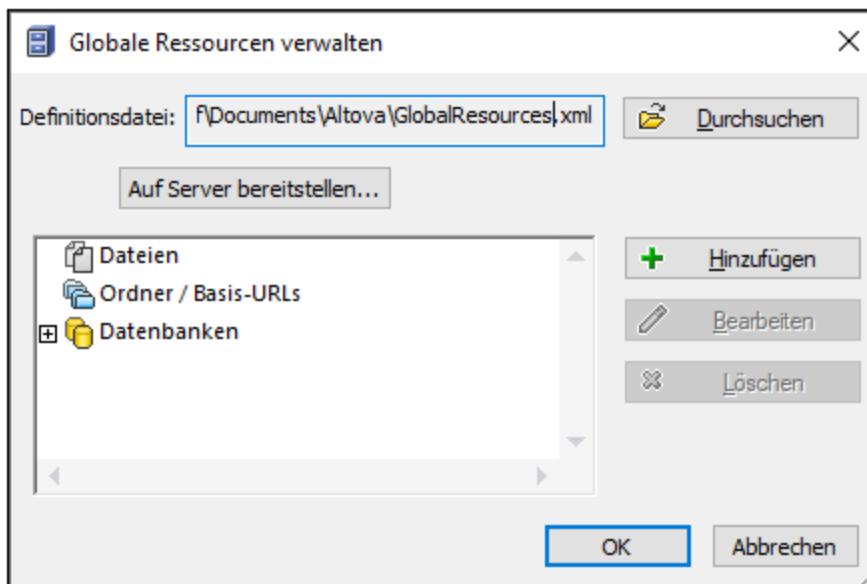 Globale Ressourcen verwalten
Definitionsdatei: f\Documents\Altova\GlobalResources.xml Durchsuchen
Auf Server bereitstellen...
Dateien
Ordner / Basis-URLs
Datenbanken
Hinzufügen
Bearbeiten
Löschen
OK Abbrechen